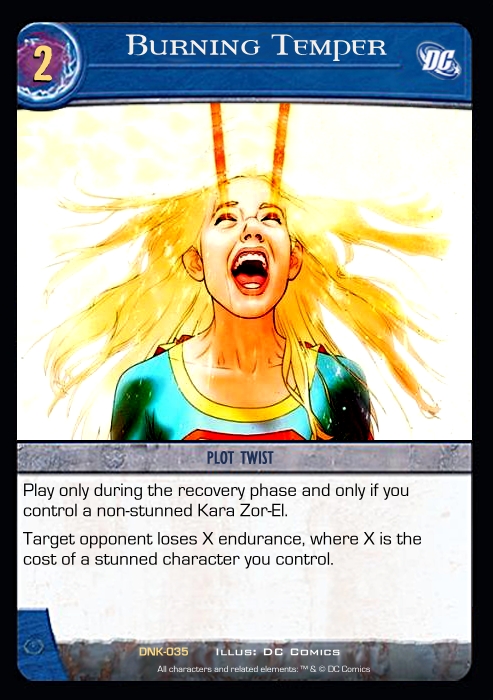 2
Burning Temper
DC
PLOT TWIST
Play only during the recovery phase and only if you
control a non-stunned Kara Zor-El.
Target opponent loses X endurance, where X is the
cost of a stunned character you control.
DNK-035 Illus: DC Comics
All characters and related elements: ™ & © DC Comics